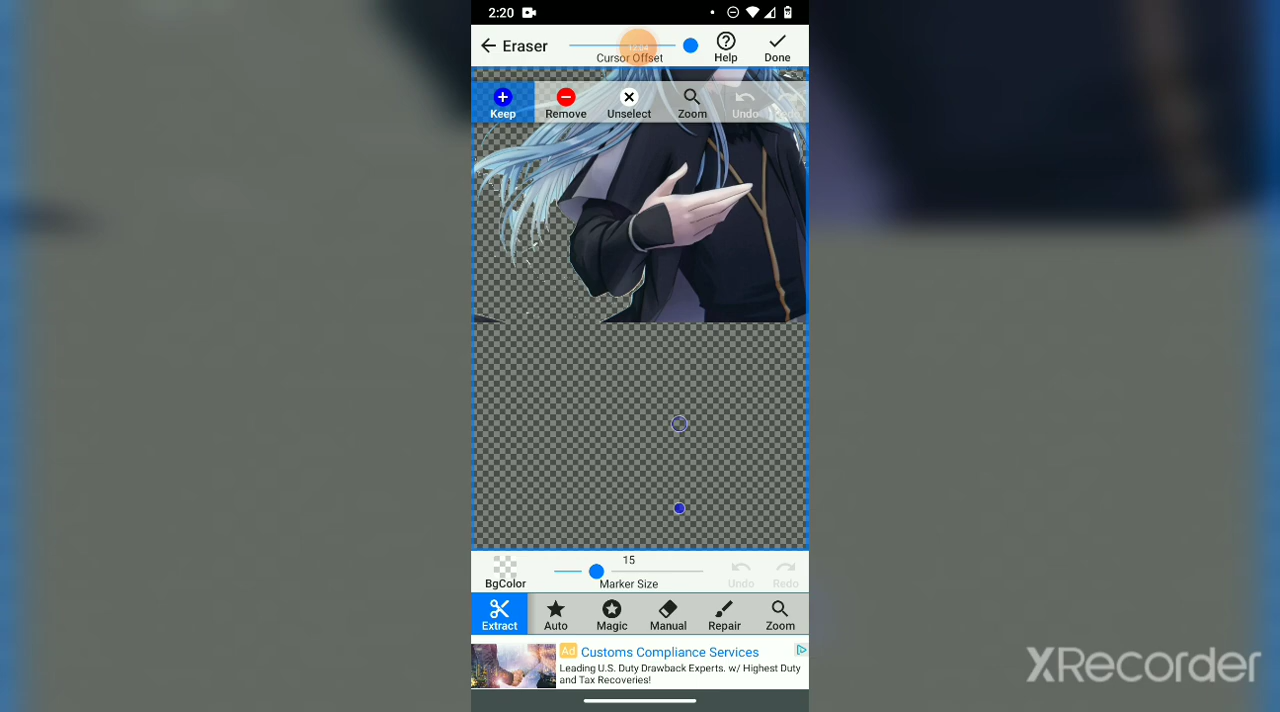 2:20
Eraser
12:04
Cursor Offset
Help
Done
Keep
Remove
Unselect
Zoom
Undo
15
BgColor
Marker Size
Undo
Redo
Extract
Auto
Magic
Manual
Repair
Zoom
Ad Customs Compliance Services
Leading U.S. Duty Drawback Experts. w/ Highest Duty
and Tax Recoveries!
XRecorder